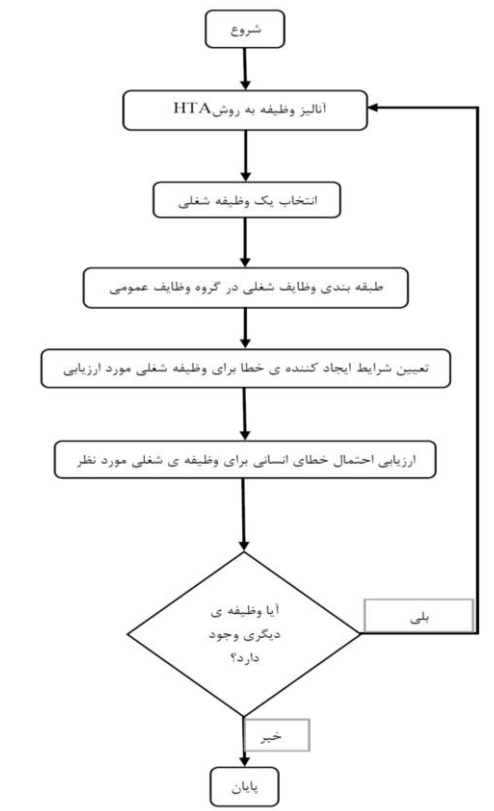 شروع
آنالیز وظیفه به روشHTA
انتخاب یک وظیفه شغلی
طبقه بندی وظایف شغلی در گروه وظایف عمومی
تعیین شرایط ایجاد کننده ی خطا برای وظیفه شغلی مورد ارزیابی
ارزیابی احتمال خطای انسانی برای وظیفه ی شغلی مورد نظر
آیا وظیفه ی
دیگری وجود
دارد؟
بلی
خیر
پایان